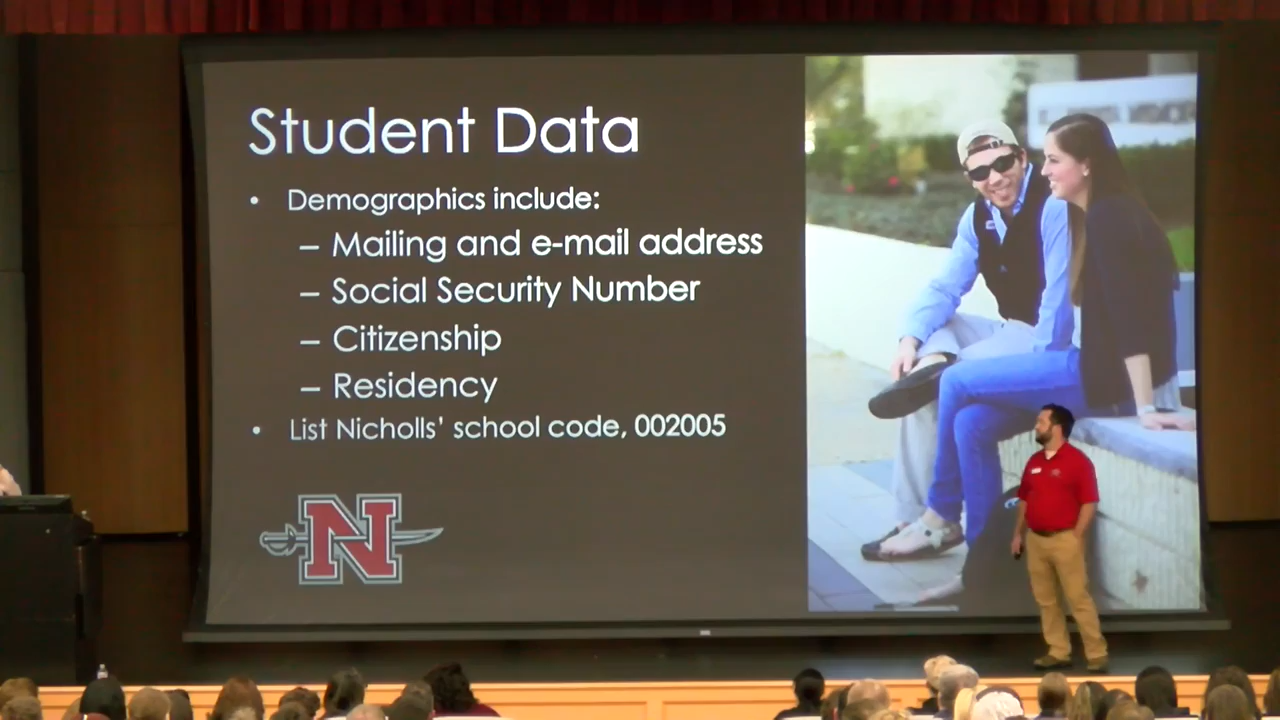 Student Data
• Demographics include:
– Mailing and e-mail address
– Social Security Number
– Citizenship
– Residency
• List Nicholls' school code, 002005
N